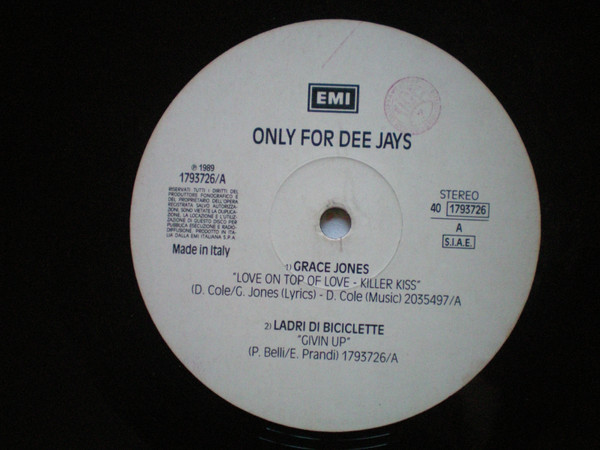 EMI
ONLY FOR DEE JAYS
℗ 1989
1793726/A
RISERVATI TUTTI I DIRITTI DEL
PRODUTTORE FONOGRAFICO E
DEL PROPRIETARIO DELL'OPERA
REGISTRATA SALVO AUTORIZZA-
ZIONI, SONO VIETATE LA DUPLICA-
ZIONE, LA LOCAZIONE E L'UTILIZ-
ZAZIONE DI QUESTO DISCO PER
PUBBLICA ESECUZIONE E RADIO-
DIFFUSIONE. PRODOTTO IN ITA-
LIA DALLA EMI ITALIANA S.P.A.
Made in Italy
STEREO
40 1793726
A
S.I.A.E.
1) GRACE JONES
"LOVE ON TOP OF LOVE - KILLER KISS"
(D. Cole/G. Jones (Lyrics) - D. Cole (Music) 2035497/A
2) LADRI DI BICICLETTE
"GIVIN UP"
(P. Belli/E. Prandi) 1793726/A